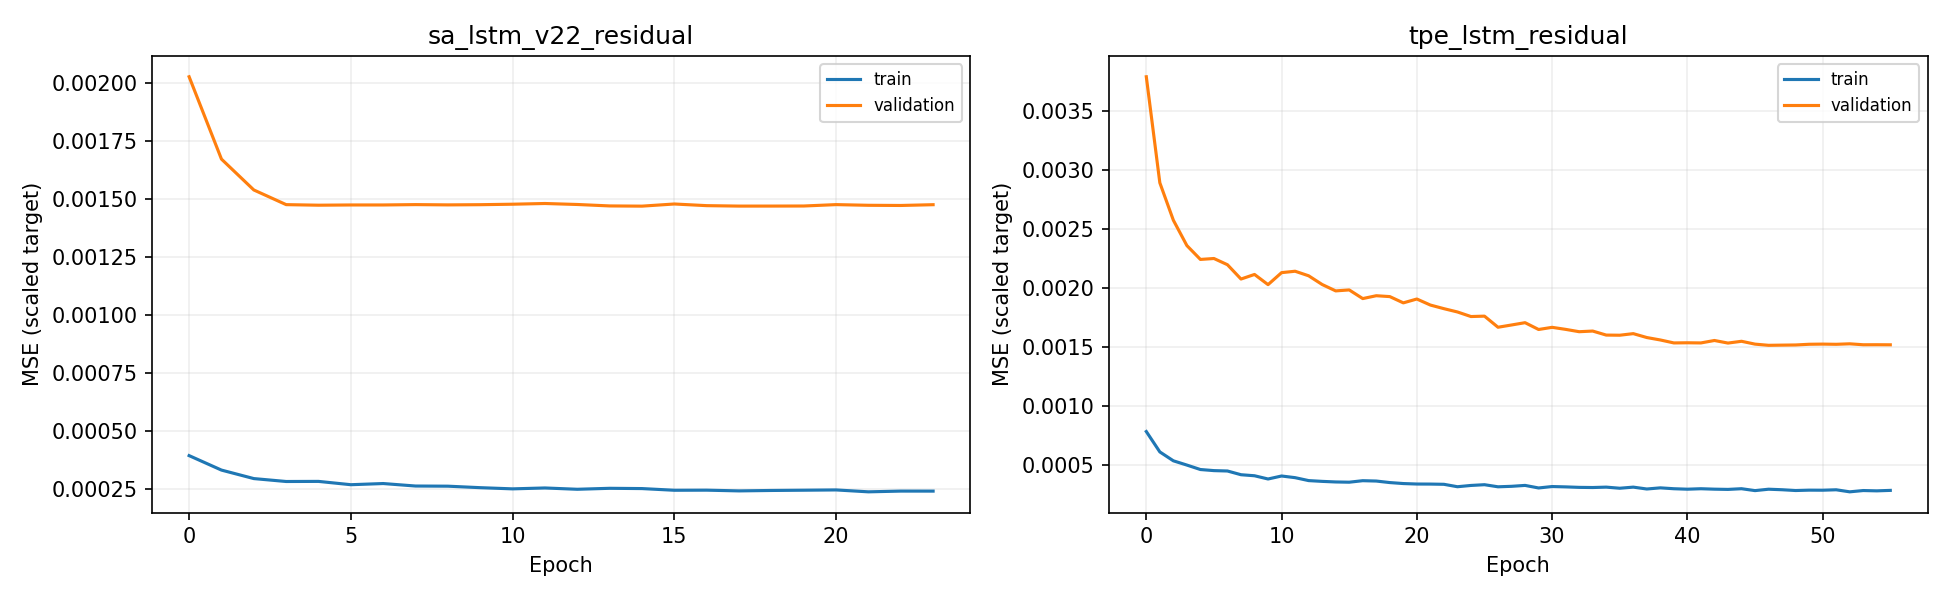 sa_lstm_v22_residual
MSE (scaled target)
0.00200
0.00175
0.00150
0.00125
0.00100
0.00075
0.00050
0.00025
train
validation
0
5
10
15
20
Epoch
tpe_lstm_residual
MSE (scaled target)
0.0035
0.0030
0.0025
0.0020
0.0015
0.0010
0.0005
train
validation
0
10
20
30
40
50
Epoch